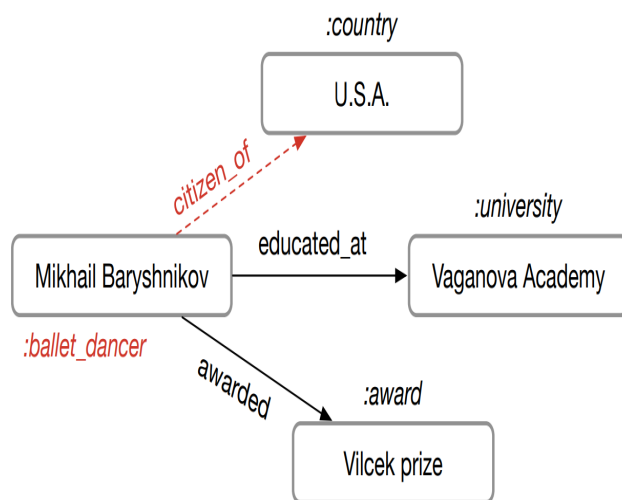 :country
U.S.A.
citizen_of
:university
educated_at
Mikhail Baryshnikov
Vaganova Academy
:ballet_dancer
awarded
:award
Vilcek prize